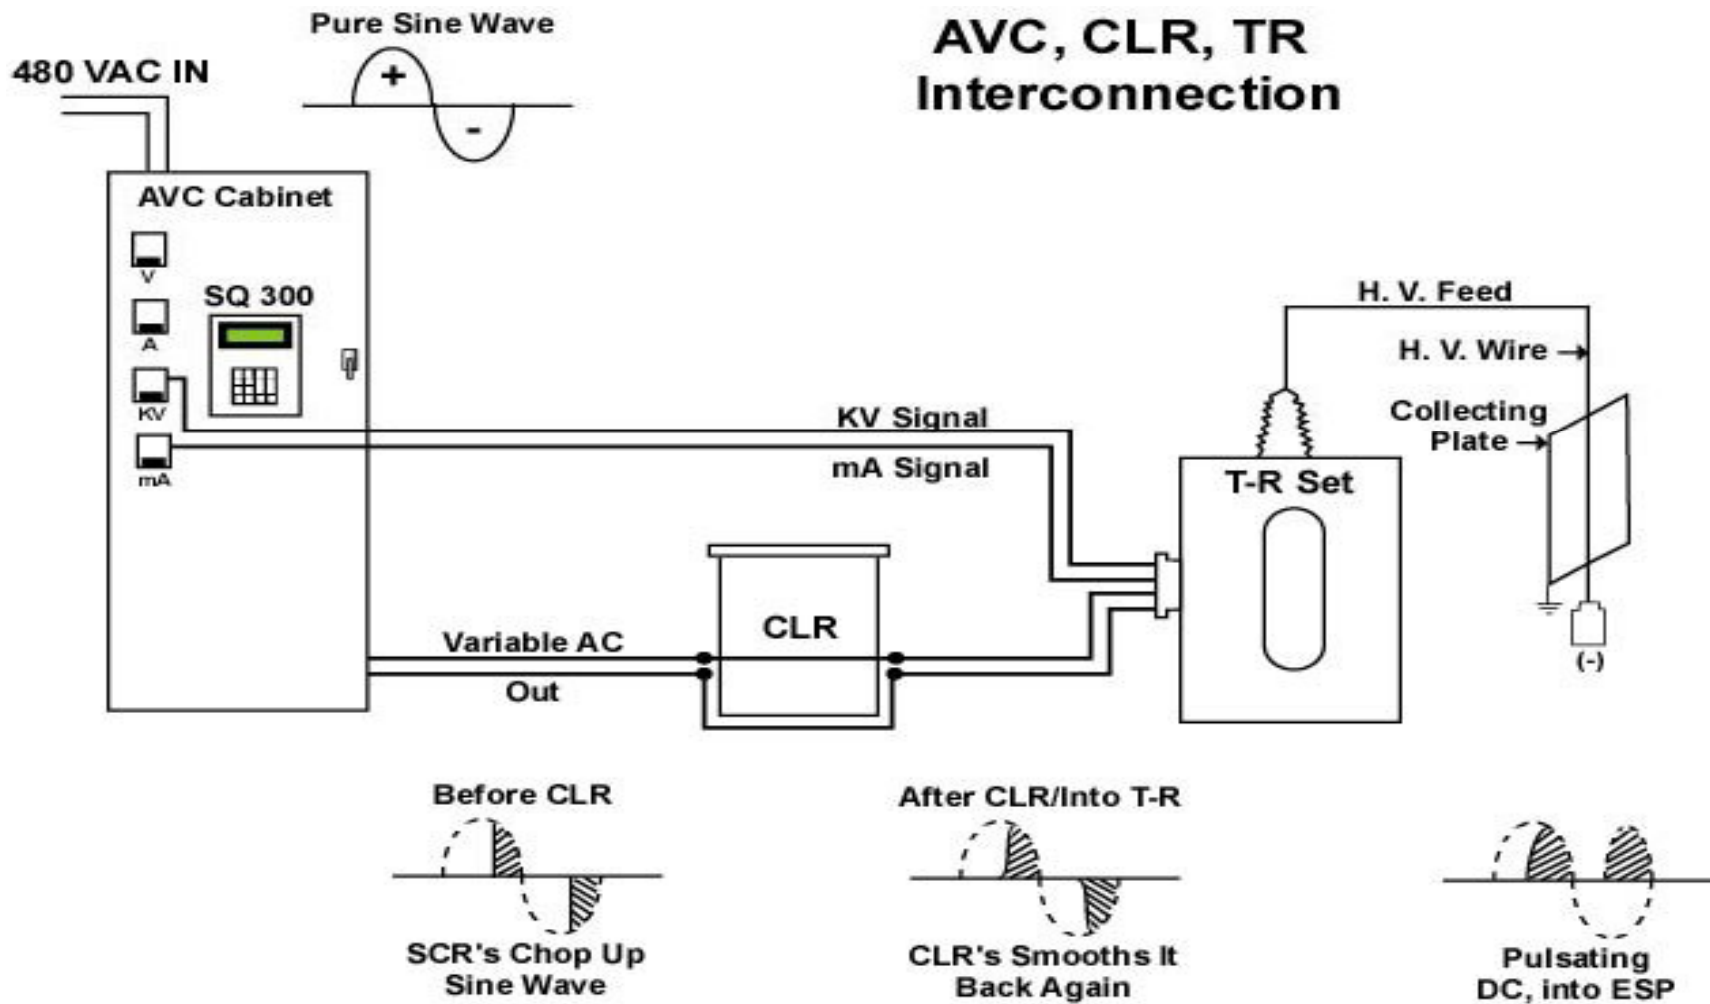 Pure Sine Wave
AVC, CLR, TR
Interconnection
480 VAC IN
+
-
AVC Cabinet
V
SQ 300
A
KV
mA
H. V. Feed
H. V. Wire
Collecting
Plate
KV Signal
mA Signal
T-R Set
CLR
Variable AC
Out
(-)
Before CLR
SCR's Chop Up
Sine Wave
After CLR/Into T-R
CLR's Smooths It
Back Again
Pulsating
DC, into ESP